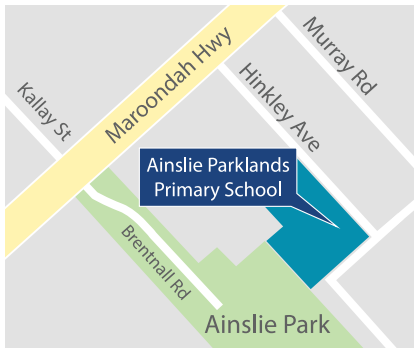 Murray Rd
Maroondah Hwy
Hinkley Ave
Kallay St
Ainslie Parklands
Primary School
Brentnall Rd
Ainslie Park